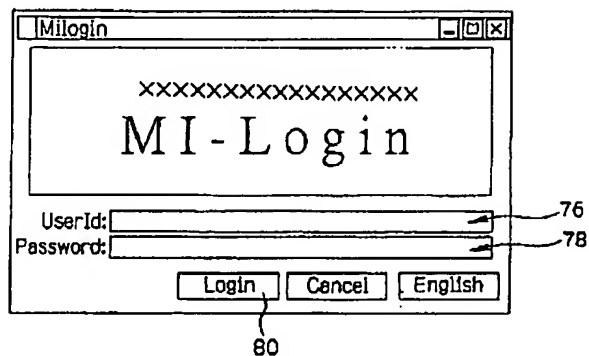 Milogin
XXXXXXXXXXXXXXXXX
MI-Login
UserId: 76
Password: 78
Login Cancel English
80